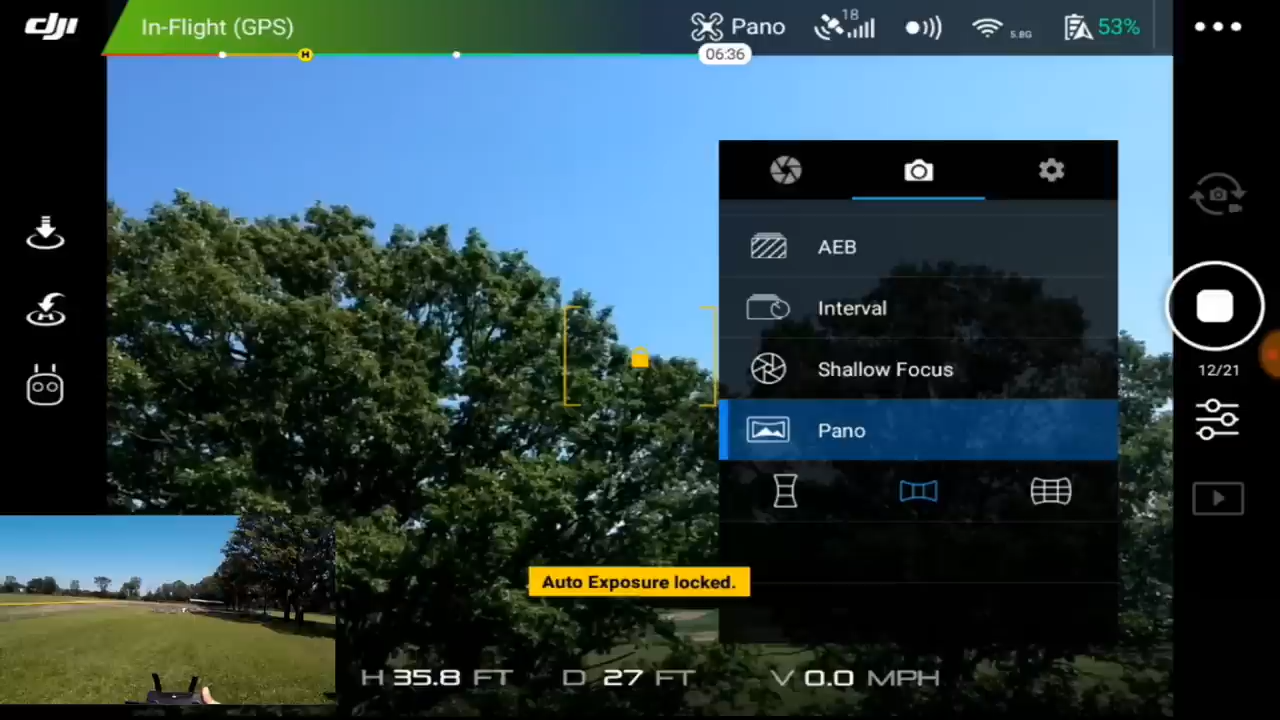 dji
In-Flight (GPS)
Pano
18
5.8G
53%
H
06:36
AEB
Interval
Shallow Focus
Pano
12/21
Auto Exposure locked.
H 35.8 FT D 27 FT V 0.0 MPH